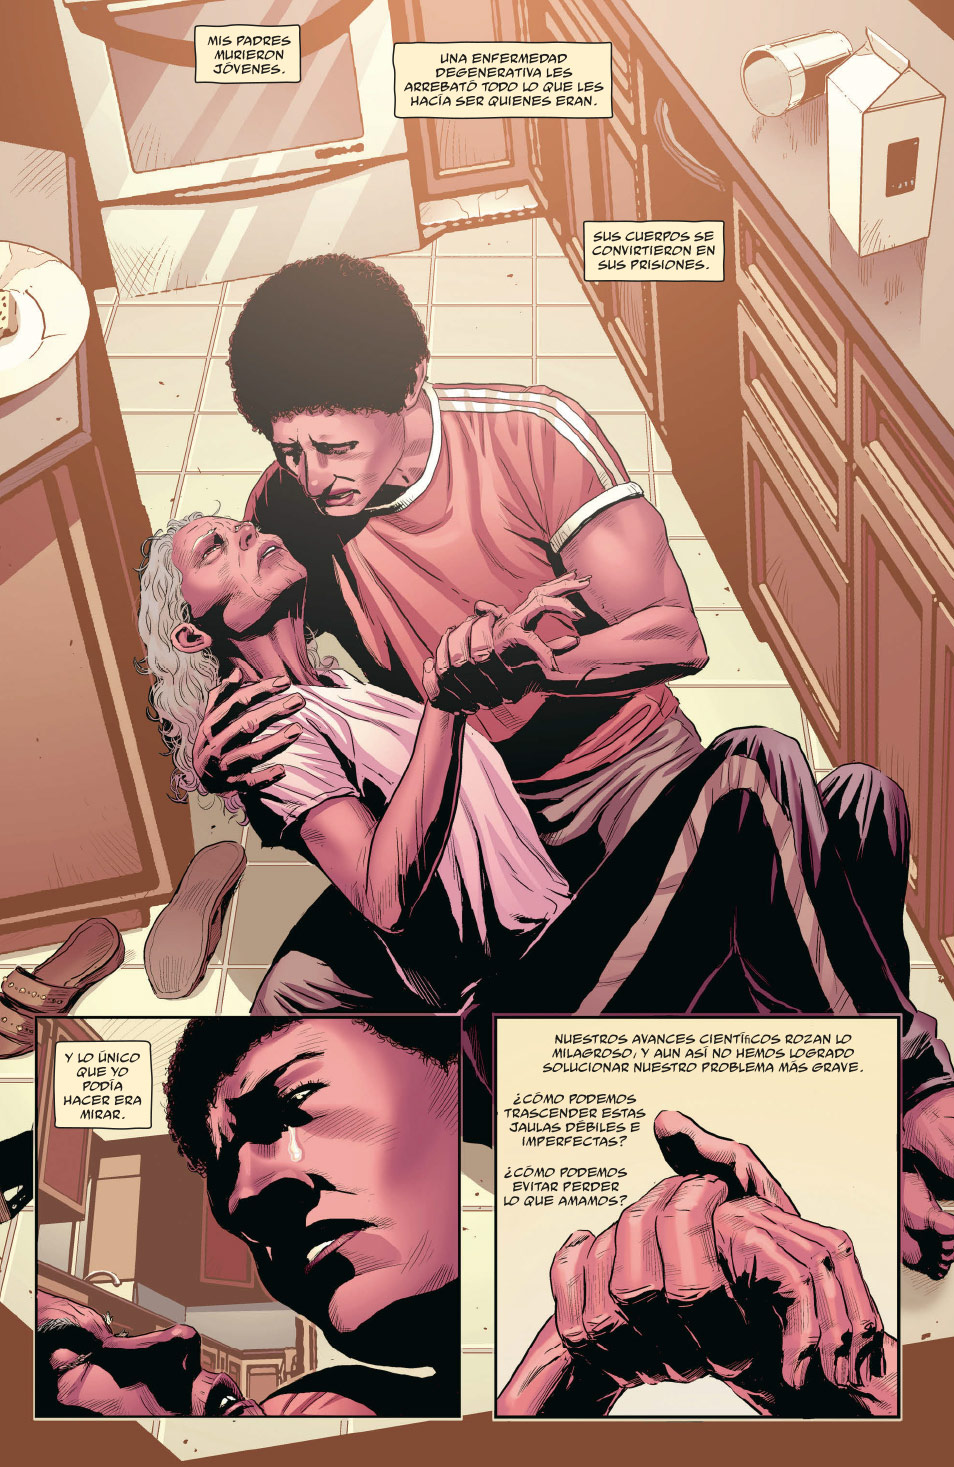 MIS PADRES
MURIERON
JÓVENES.
UNA ENFERMEDAD
DEGENERATIVA LES
ARREBATÓ TODO LO QUE LES
HACÍA SER QUIENES ERAN.
SUS CUERPOS SE
CONVIRTIERON EN
SUS PRISIONES.
Y LO ÚNICO
QUE YO
PODÍA
HACER ERA
MIRAR.
NUESTROS AVANCES CIENTÍFICOS ROZAN LO
MILAGROSO, Y AUN ASÍ NO HEMOS LOGRADO
SOLUCIONAR NUESTRO PROBLEMA MÁS GRAVE.
¿CÓMO PODEMOS
TRASCENDER ESTAS
JAULAS DÉBILES E
IMPERFECTAS?
¿CÓMO PODEMOS
EVITAR PERDER
LO QUE AMAMOS?